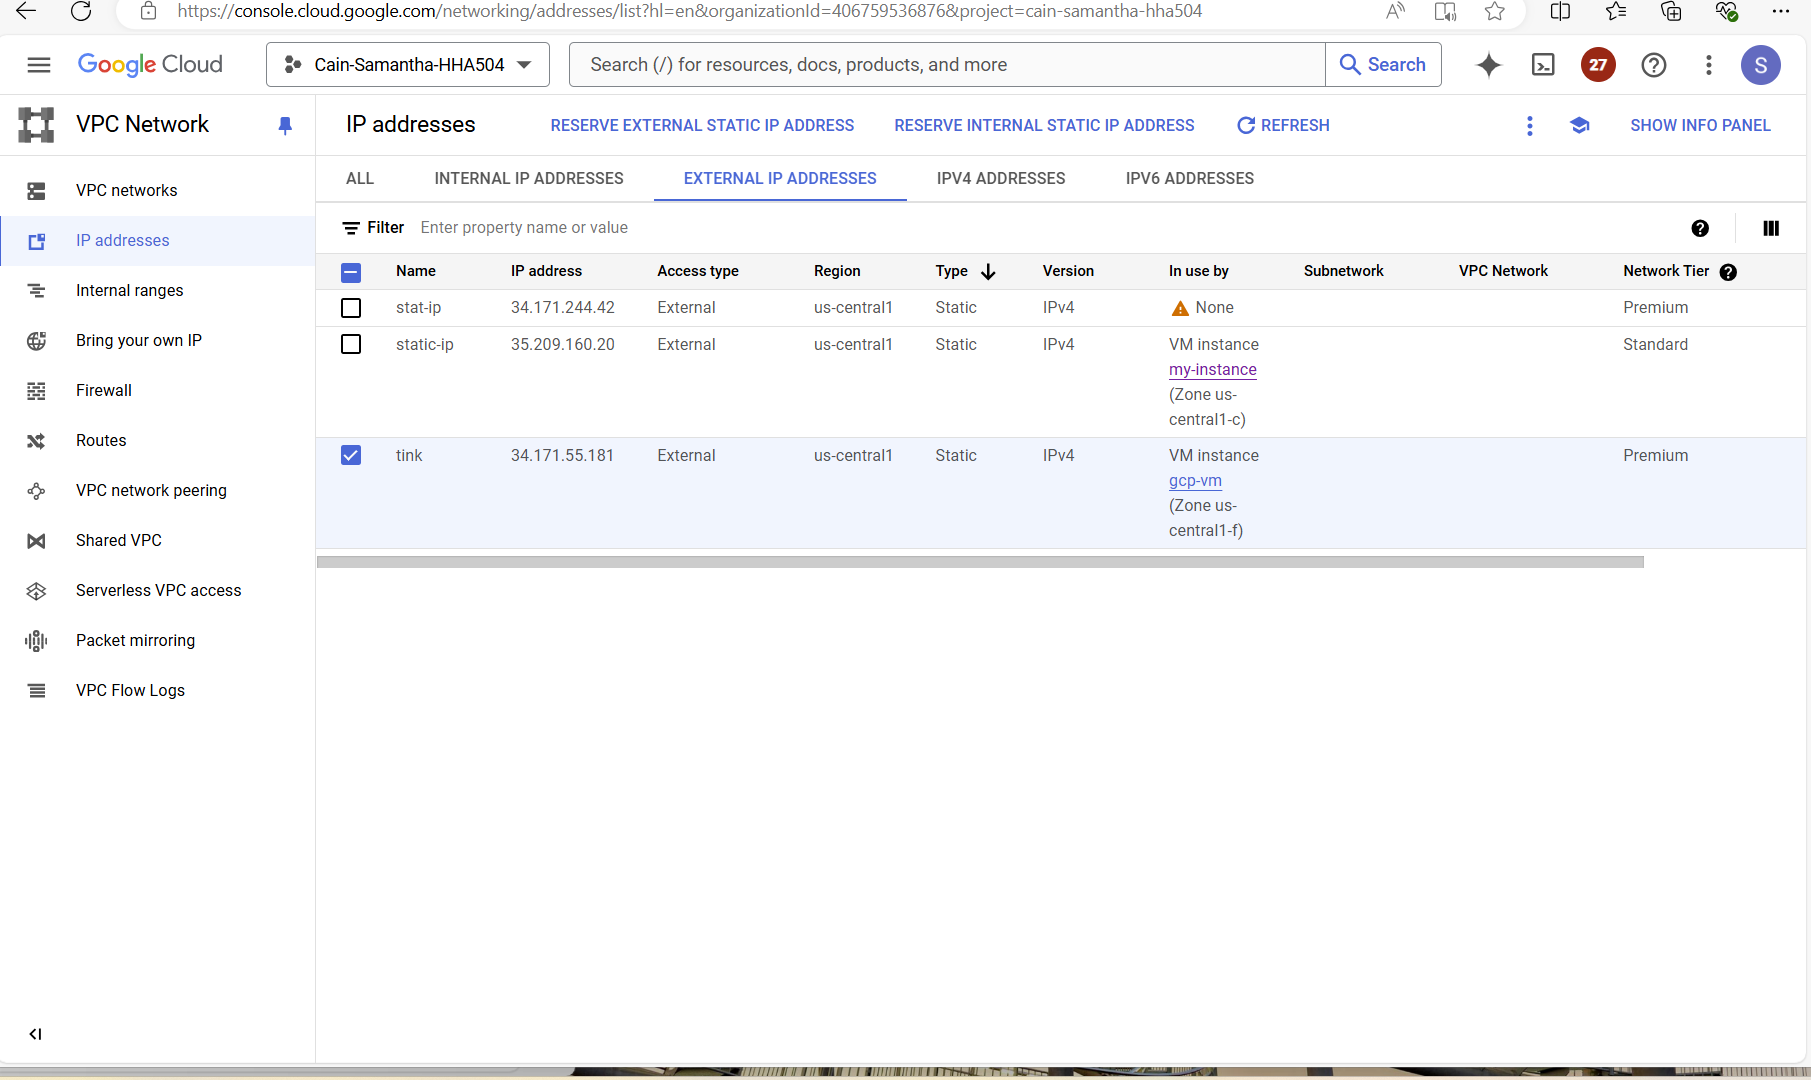 https://console.cloud.google.com/networking/addresses/list?hl=en&organizationId=406759536876&project=cain-samantha-hha504
Google Cloud
Cain-Samantha-HHA504
Search (/) for resources, docs, products, and more
Search
27
S
VPC Network
IP addresses
RESERVE EXTERNAL STATIC IP ADDRESS
RESERVE INTERNAL STATIC IP ADDRESS
REFRESH
SHOW INFO PANEL
VPC networks
IP addresses
Internal ranges
Bring your own IP
Firewall
Routes
VPC network peering
Shared VPC
Serverless VPC access
Packet mirroring
VPC Flow Logs
ALL
INTERNAL IP ADDRESSES
EXTERNAL IP ADDRESSES
IPV4 ADDRESSES
IPV6 ADDRESSES
Filter Enter property name or value
Name IP address Access type Region Type In use by Version Subnetwork VPC Network Network Tier
stat-ip 34.171.244.42 External us-central1 Static IPv4 None Premium
static-ip 35.209.160.20 External us-central1 Static IPv4 VM instance Standard
my-instance
(Zone us-
central1-c)
tink 34.171.55.181 External us-central1 Static IPv4 VM instance Premium
gcp-vm
(Zone us-
central1-f)